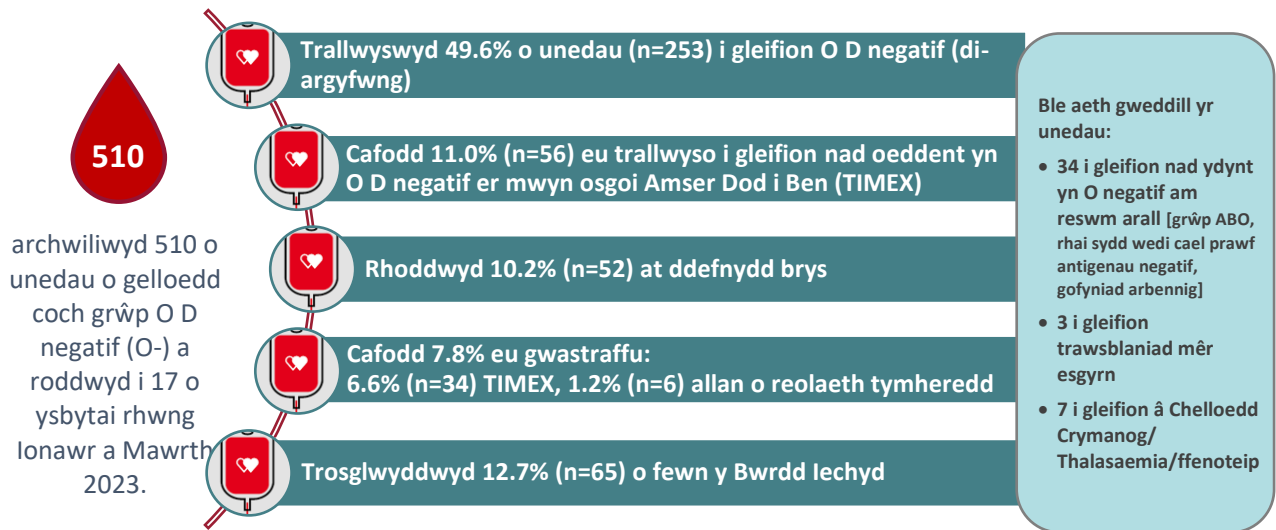 510
archwiliwyd 510 o
unedau o gelloedd
coch grŵp O D
negatif (O-) a
roddwyd i 17 o
ysbytai rhwng
Ionawr a Mawrth
2023.
Trallwyswyd 49.6% o unedau (n=253) i gleifion O D negatif (di-
argyfwng)
Cafodd 11.0% (n=56) eu trallwyso i gleifion nad oeddent yn
O D negatif er mwyn osgoi Amser Dod i Ben (TIMEX)
Rhoddwyd 10.2% (n=52) at ddefnydd brys
Cafodd 7.8% eu gwastraffu:
6.6% (n=34) TIMEX, 1.2% (n=6) allan o reolaeth tymheredd
Trosglwyddwyd 12.7% (n=65) o fewn y Bwrdd Iechyd
Ble aeth gweddill yr
unedau:
• 34 i gleifion nad ydynt
yn O negatif am
reswm arall [grŵp ABO,
rhai sydd wedi cael prawf
antigenau negatif,
gofyniad arbennig]
• 3 i gleifion
trawsblaniad mêr
esgyrn
• 7 i gleifion â Chelloedd
Crymanog/
Thalasaemia/ffenoteip